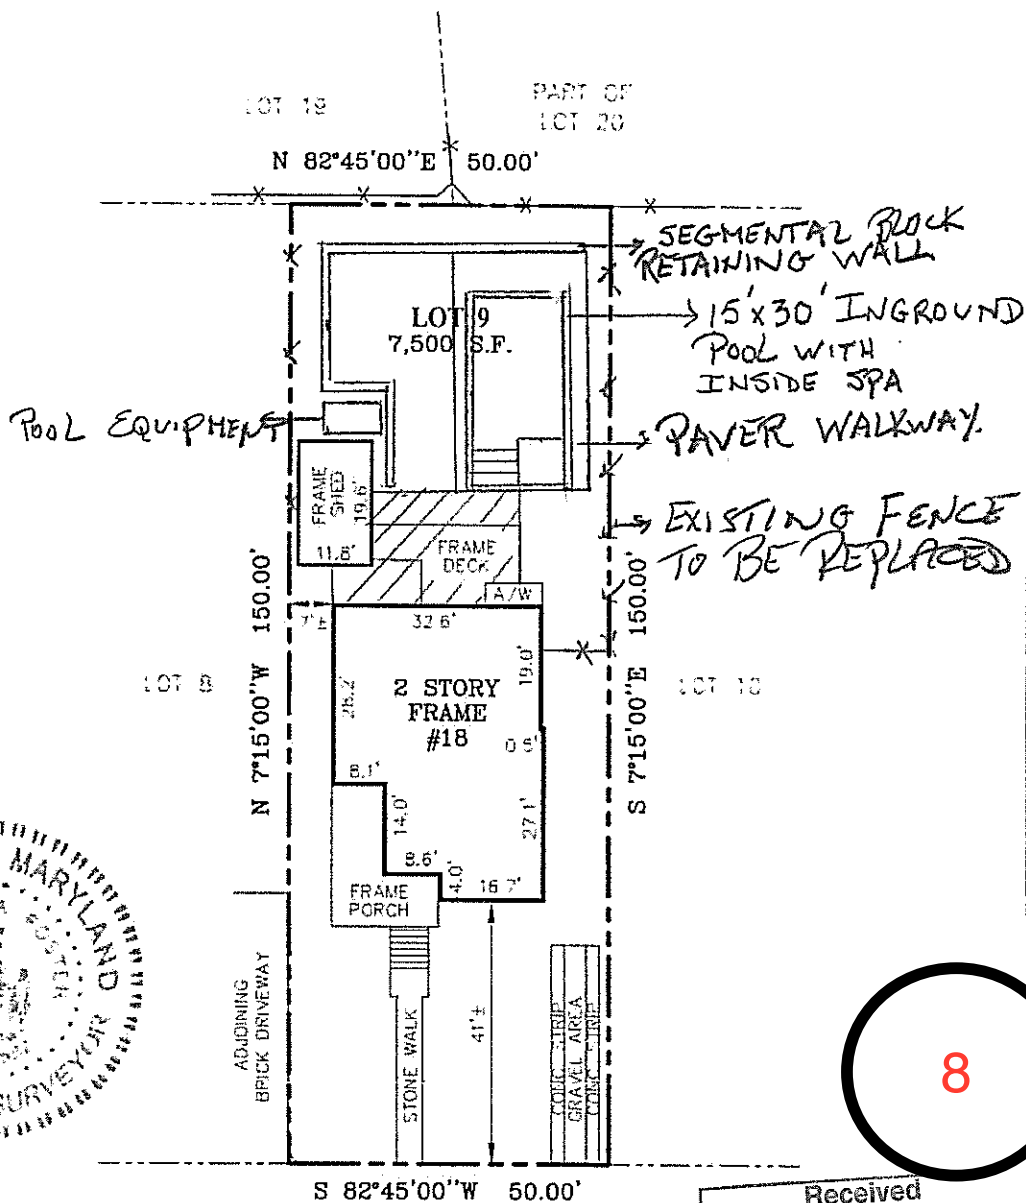 LOT 19
PART OF
LOT 20
N 82°45'00"E 50.00'
SEGMENTAL BLOCK
RETAINING WALL
LOT 9
7,500 S.F.
15'x30' INGROUND
POOL WITH
INSIDE SPA
POOL EQUIPMENT
PAVER WALKWAY.
FRAME
SHED
19.6'
11.8'
FRAME
DECK
EXISTING FENCE
TO BE REPLACED
A/W
7'±
32.6'
N 7°15'00"W 150.00'
S 7°15'00"E 150.00'
LOT 8
LOT 10
28.2'
19.0'
2 STORY
FRAME
#18
0.5'
8.1'
14.0'
27.1'
8.6'
4.0'
16.7'
FRAME
PORCH
MARYLAND
SURVEYOR
ADJOINING
BRICK DRIVEWAY
STONE WALK
41'±
CONC. STRIP
GRAVEL AREA
CONC. STRIP
8
S 82°45'00"W 50.00'
Received